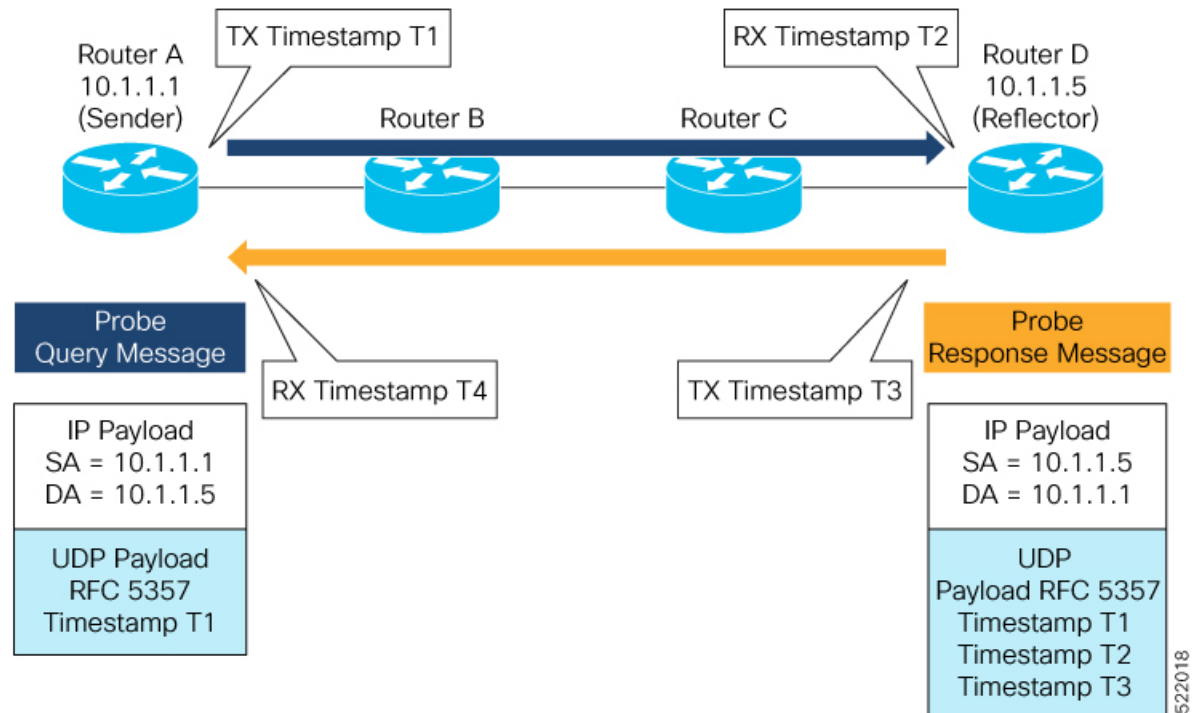 TX Timestamp T1
RX Timestamp T2
Router A
10.1.1.1
(Sender)
Router B
Router C
Router D
10.1.1.5
(Reflector)
Probe
Query Message
RX Timestamp T4
TX Timestamp T3
Probe
Response Message
IP Payload
SA = 10.1.1.1
DA = 10.1.1.5
UDP Payload
RFC 5357
Timestamp T1
IP Payload
SA = 10.1.1.5
DA = 10.1.1.1
UDP
Payload RFC 5357
Timestamp T1
Timestamp T2
Timestamp T3
522018